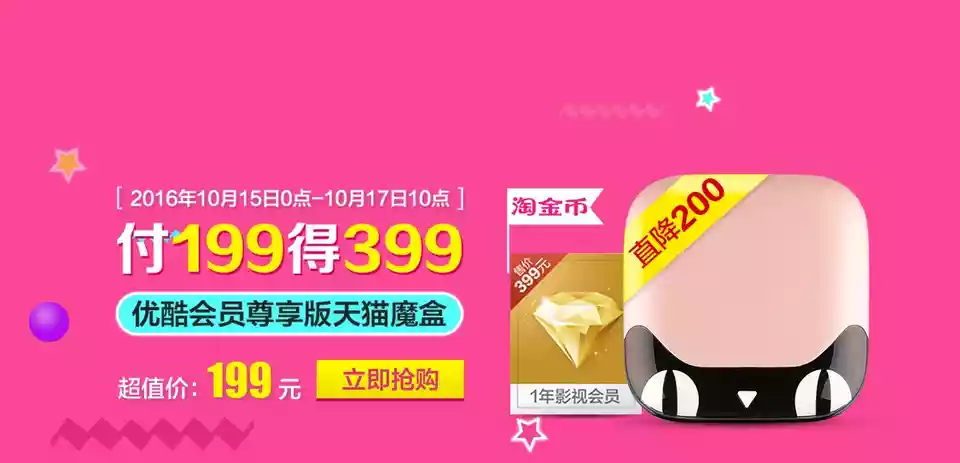 [ 2016年10月15日0点-10月17日10点 ]
付199得399
优酷会员尊享版天猫魔盒
超值价: 199 元
立即抢购
淘金币
售价
399元
1年影视会员
直降200